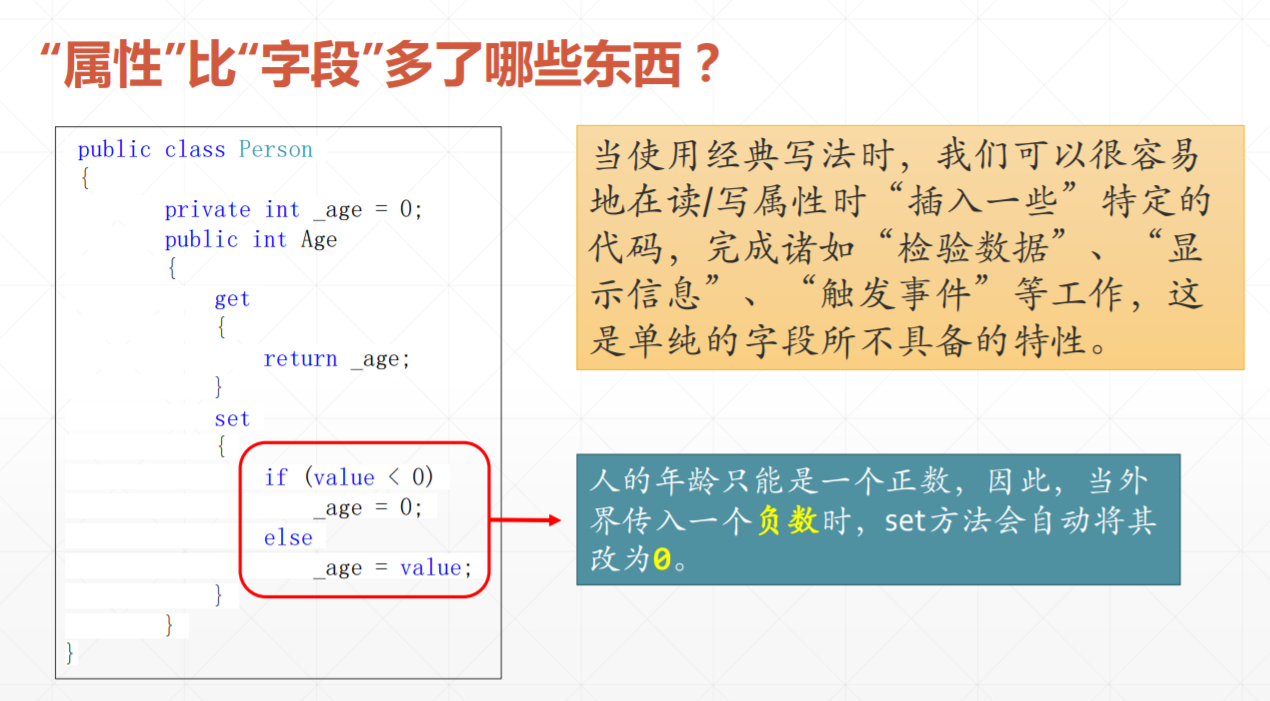 “属性”比“字段”多了哪些东西？
public class Person
{
private int _age = 0;
public int Age
{
get
{
return _age;
}
set
{
if (value < 0)
_age = 0;
else
_age = value;
}
}
}
当使用经典写法时，我们可以很容易
地在读/写属性时“插入一些”特定的
代码，完成诸如“检验数据”、“显
示信息”、“触发事件”等工作，这
是单纯的字段所不具备的特性。
人的年龄只能是一个正数，因此，当外
界传入一个负数时，set方法会自动将其
改为0。